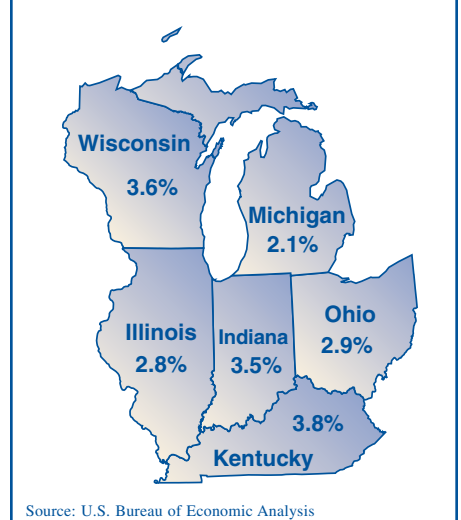 Wisconsin
3.6%
Michigan
2.1%
Illinois
2.8%
Indiana
3.5%
Ohio
2.9%
3.8%
Kentucky
Source: U.S. Bureau of Economic Analysis